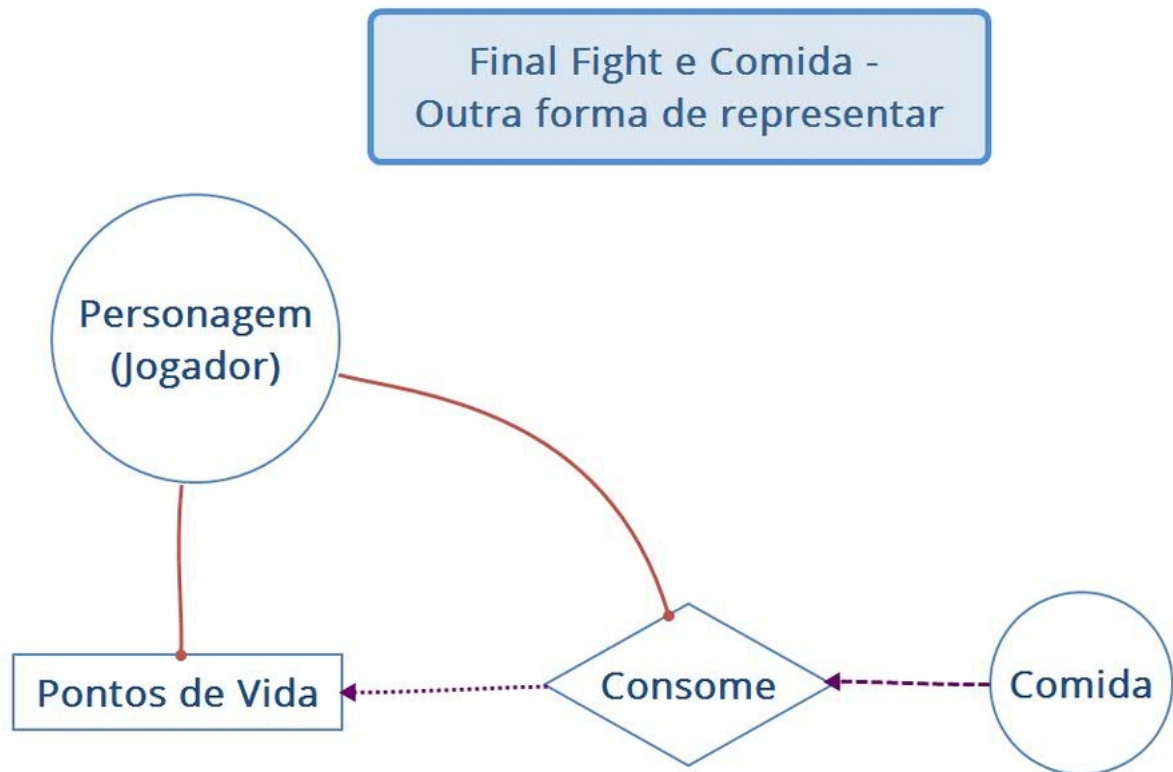 Final Fight e Comida -
Outra forma de representar
Personagem
(Jogador)
Pontos de Vida
Consome
Comida